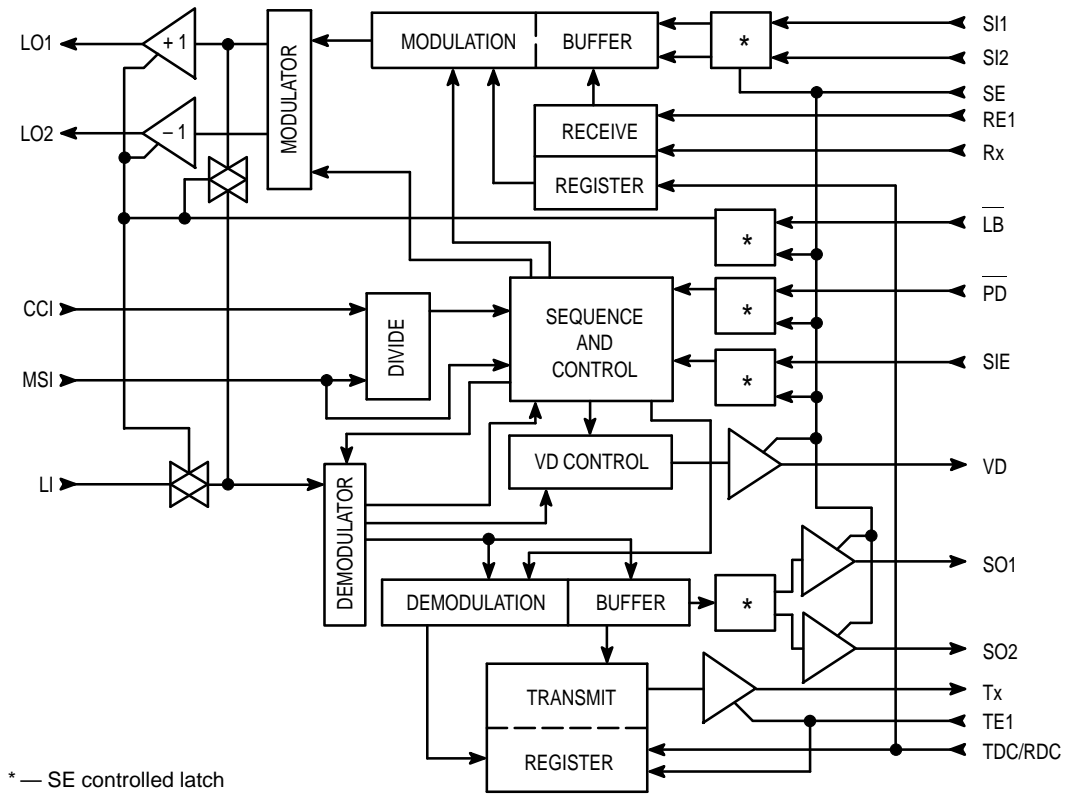 LO1
+ 1
MODULATOR
MODULATION
BUFFER
*
SI1
SI2
SE
LO2
– 1
RECEIVE
REGISTER
RE1
Rx
*
LB
CCI
DIVIDE
SEQUENCE
AND
CONTROL
*
PD
MSI
*
SIE
LI
DEMODULATOR
VD CONTROL
VD
DEMODULATION
BUFFER
*
SO1
SO2
TRANSMIT
REGISTER
Tx
TE1
TDC/RDC
* — SE controlled latch